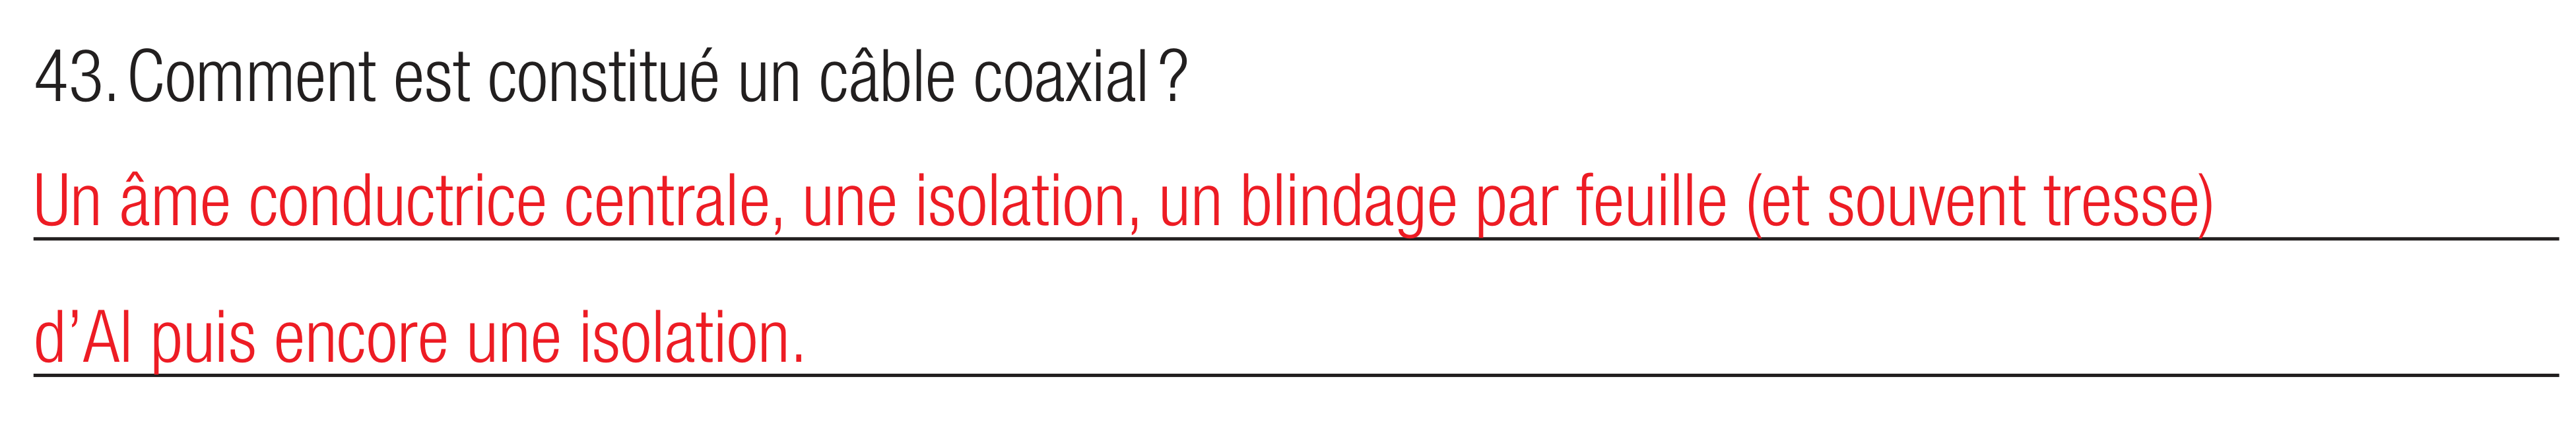 43. Comment est constitué un câble coaxial ?
Un âme conductrice centrale, une isolation, un blindage par feuille (et souvent tresse)
d’Al puis encore une isolation.